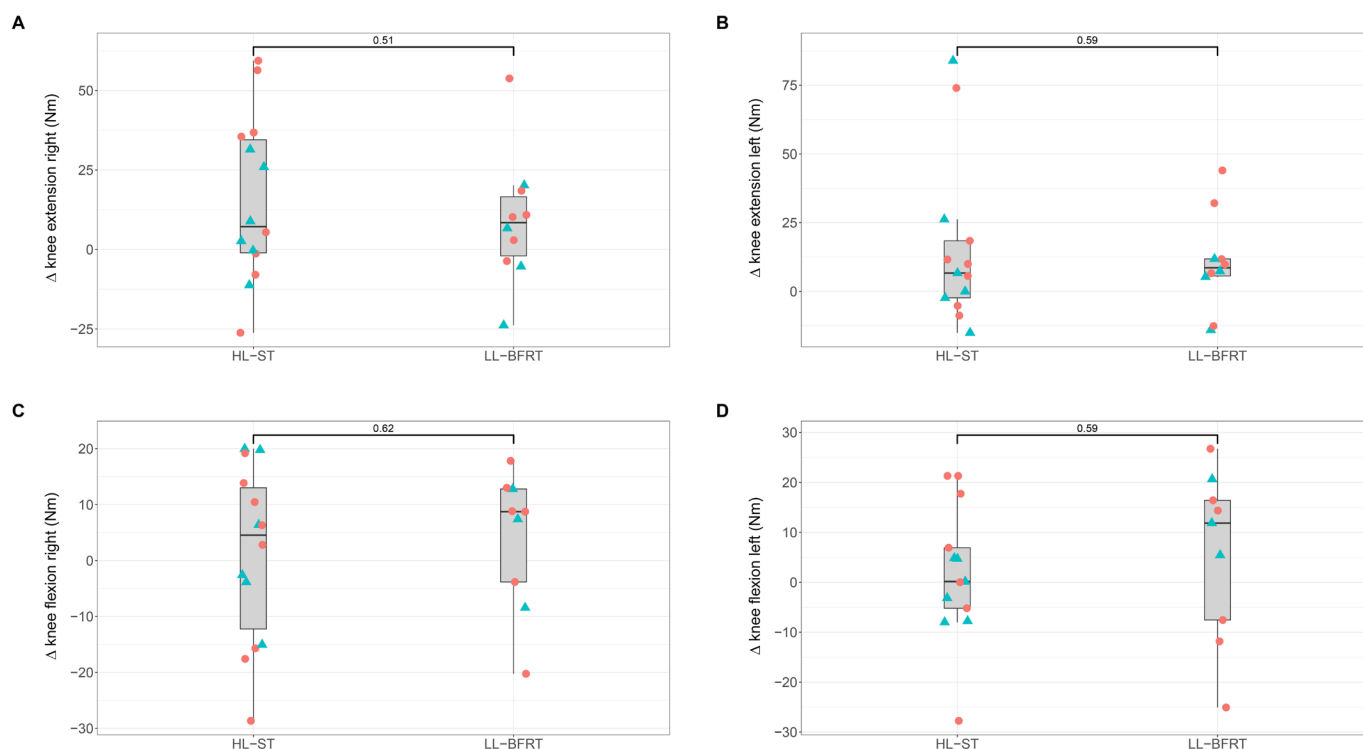 A
0.51
Δ knee extension right (Nm)
50
25
0
−25
HL−ST
LL−BFRT
B
0.59
Δ knee extension left (Nm)
75
50
25
0
HL−ST
LL−BFRT
C
0.62
Δ knee flexion right (Nm)
20
10
0
−10
−20
−30
HL−ST
LL−BFRT
D
0.59
Δ knee flexion left (Nm)
30
20
10
0
−10
−20
−30
HL−ST
LL−BFRT